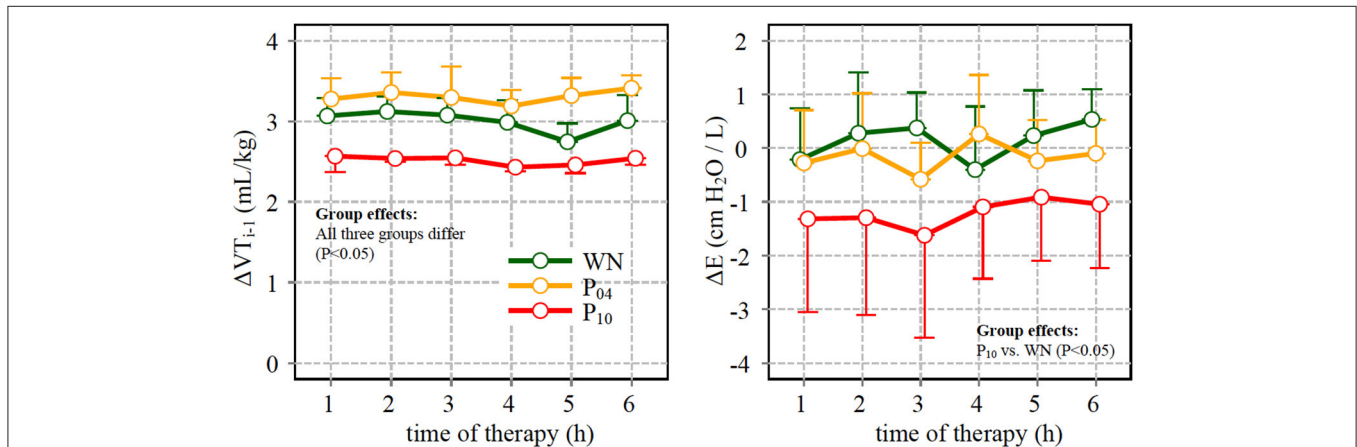 ΔVTi-1 (mL/kg)
4
3
2
1
0
Group effects:
All three groups differ
(P<0.05)
WN
P04
P10
1 2 3 4 5 6
time of therapy (h)
ΔE (cm H2O / L)
2
1
0
-1
-2
-3
-4
Group effects:
P10 vs. WN (P<0.05)
1 2 3 4 5 6
time of therapy (h)